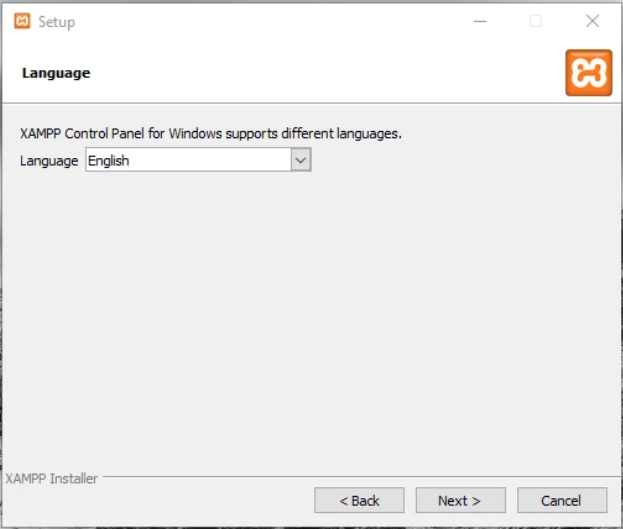 Setup
Language
XAMPP Control Panel for Windows supports different languages.
Language English
XAMPP Installer
< Back Next > Cancel